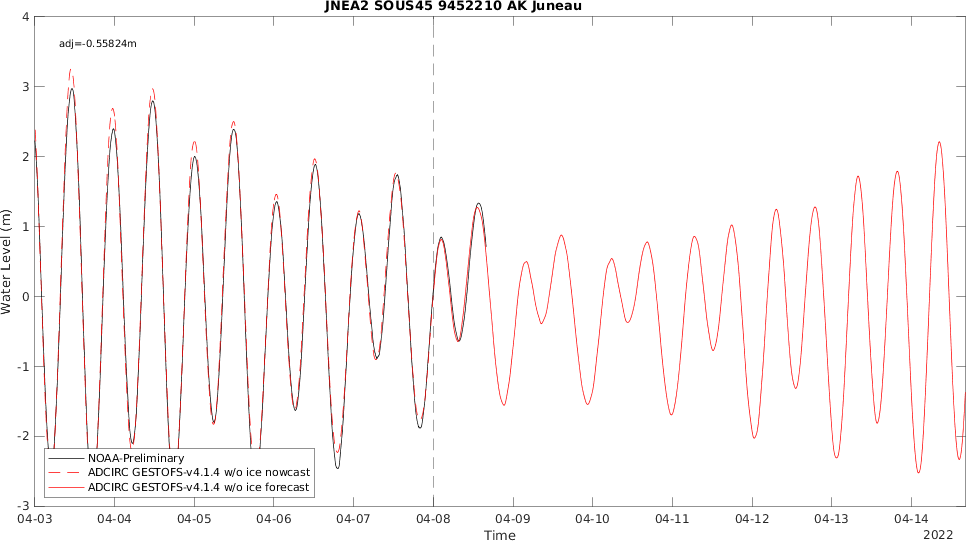 JNEA2 SOUS45 9452210 AK Juneau
adj=-0.55824m
4
3
2
1
0
-1
-2
-3
Water Level (m)
NOAA-Preliminary
ADCIRC GESTOFS-v4.1.4 w/o ice nowcast
ADCIRC GESTOFS-v4.1.4 w/o ice forecast
04-03 04-04 04-05 04-06 04-07 04-08 04-09 04-10 04-11 04-12 04-13 04-14
Time
2022